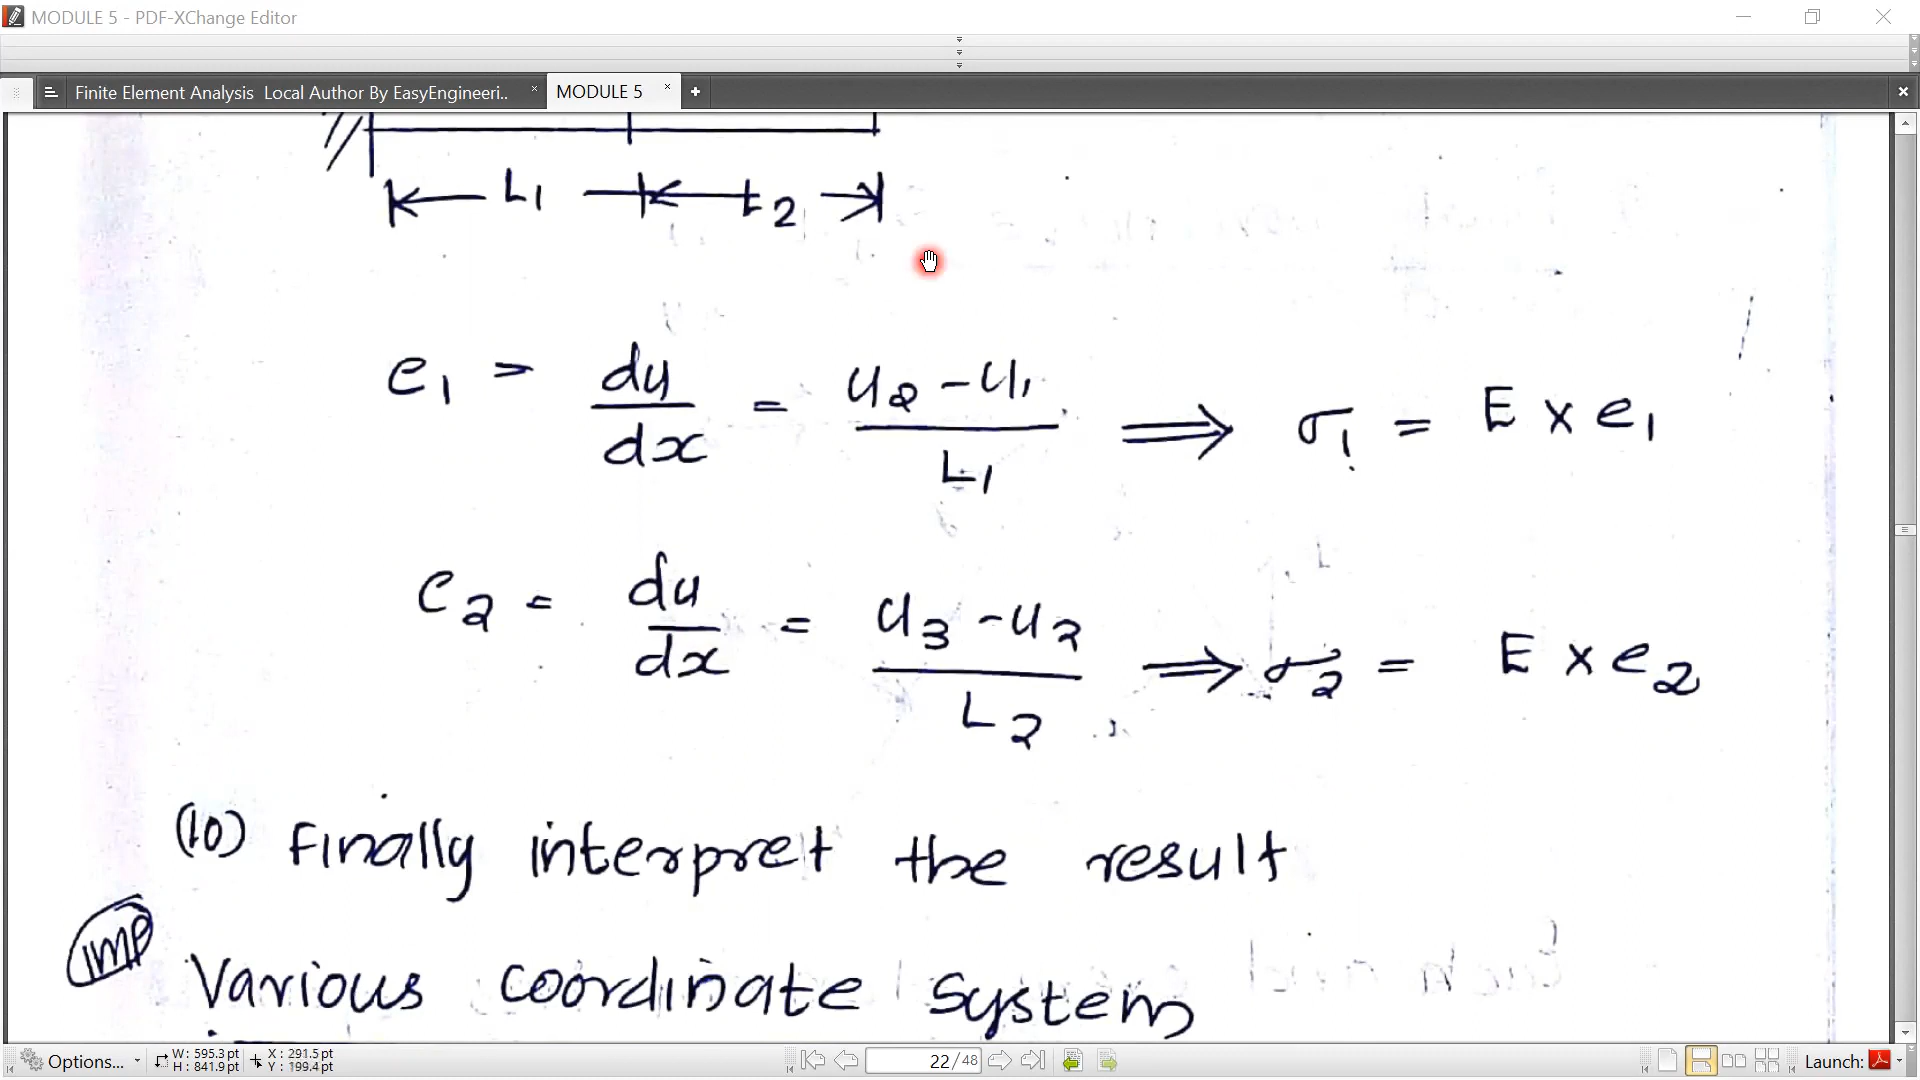 MODULE 5 - PDF-XChange Editor
Finite Element Analysis Local Author By EasyEngineeri..
MODULE 5
L1 L2
e1 = du/dx = u2 - u1 / L1 ⟹ σ1 = E x e1
e2 = du/dx = u3 - u2 / L2 ⟹ σ2 = E x e2
(10) Finally interpret the result
IMP
Various coordinate system
Options...
W: 595.3 pt
H: 841.9 pt
X: 291.5 pt
Y: 199.4 pt
22 / 48
Launch: